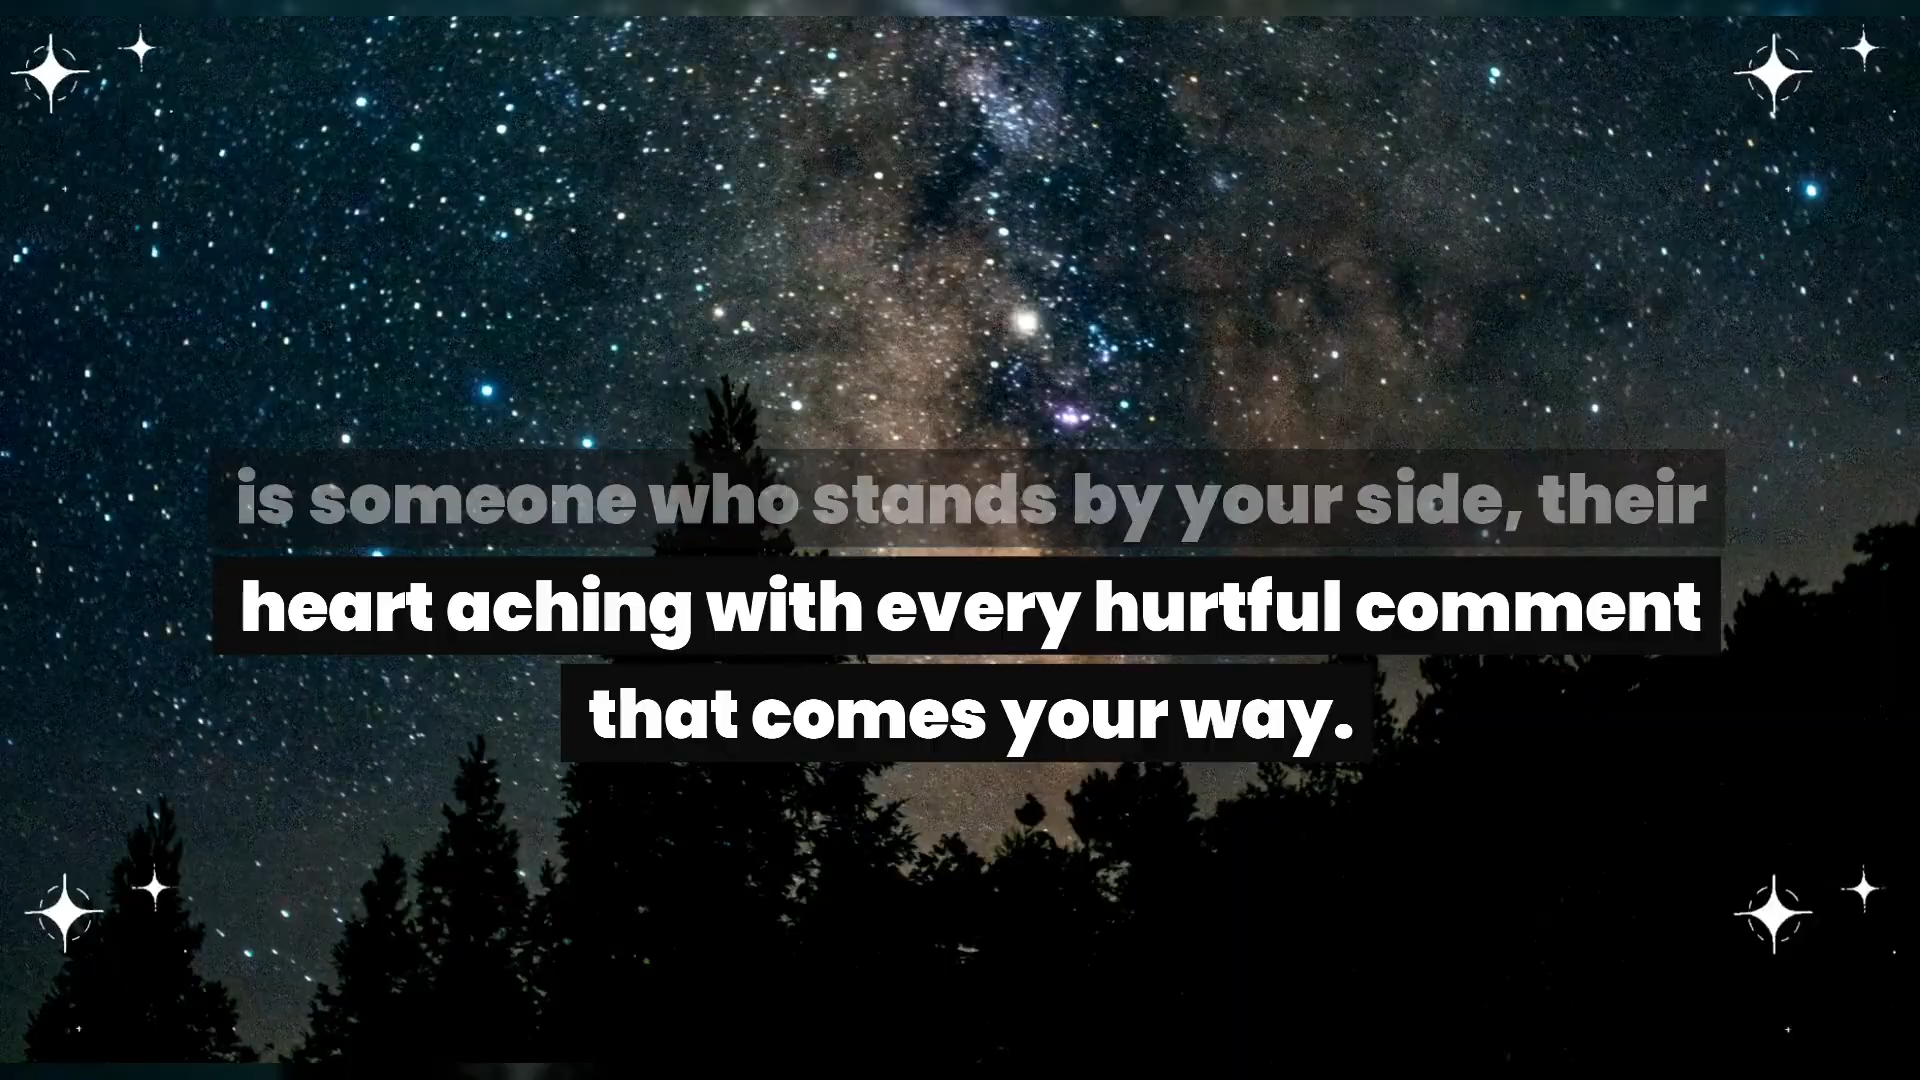 is someone who stands by your side, their
heart aching with every hurtful comment
that comes your way.